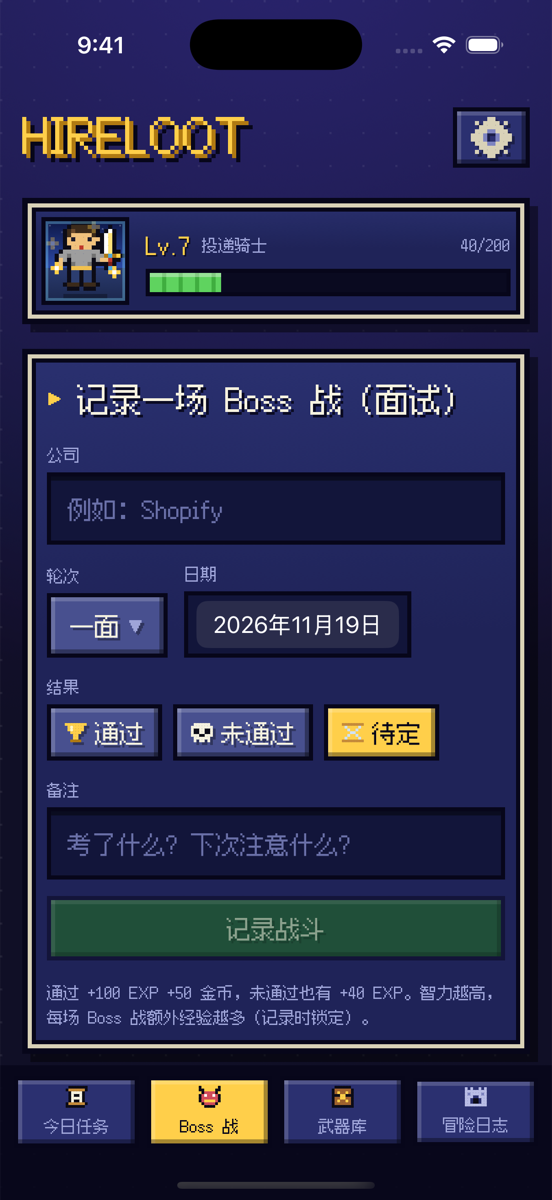 9:41
HIRELOOT
Lv.7 投递骑士 40/200
记录一场 Boss 战（面试）
公司
例如：Shopify
轮次 日期
一面 ▼ 2026年11月19日
结果
通过 未通过 待定
备注
考了什么？下次注意什么？
记录战斗
通过 +100 EXP +50 金币，未通过也有 +40 EXP。智力越高，
每场 Boss 战额外经验越多（记录时锁定）。
今日任务 Boss 战 武器库 冒险日志